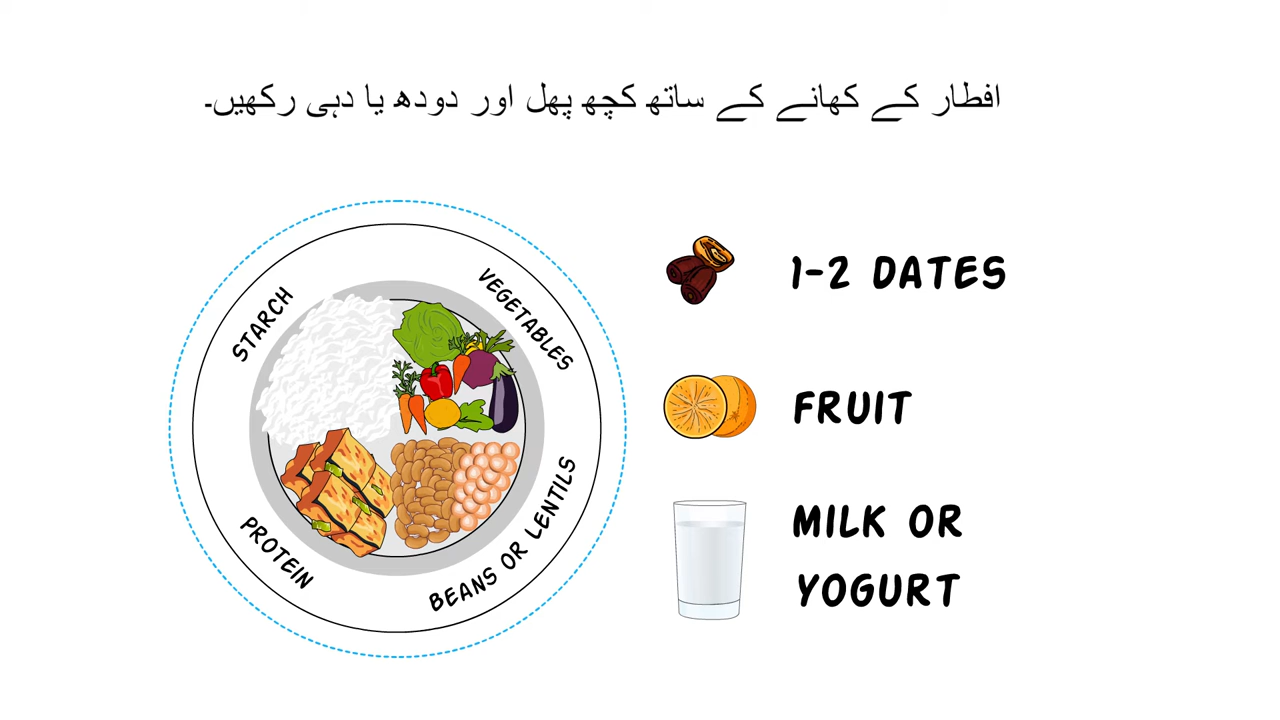 افطار کے کھانے کے ساتھ کچھ پھل اور دودھ یا دہی رکھیں۔
STARCH
VEGETABLES
PROTEIN
BEANS OR LENTILS
1-2 DATES
FRUIT
MILK OR
YOGURT